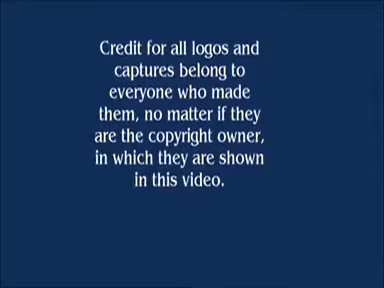 Credit for all logos and
captures belong to
everyone who made
them, no matter if they
are the copyright owner,
in which they are shown
in this video.